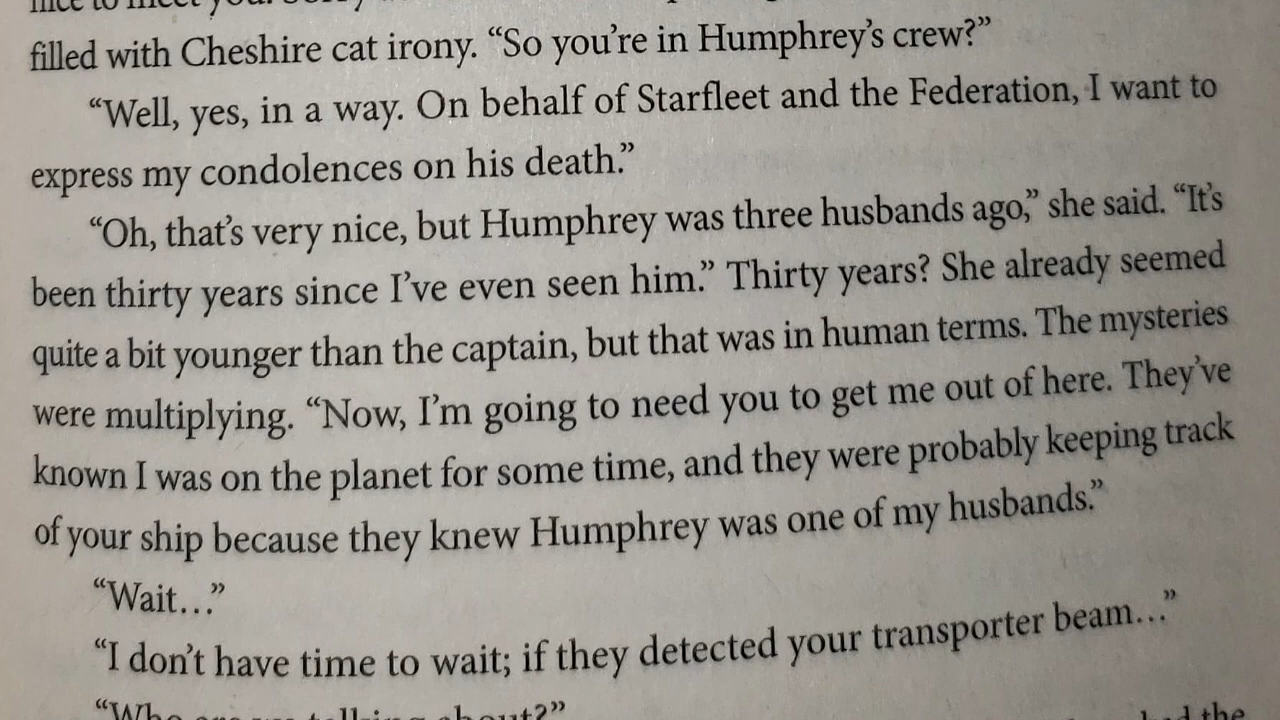 nice to meet you. Sorry
filled with Cheshire cat irony. “So you’re in Humphrey’s crew?”
“Well, yes, in a way. On behalf of Starfleet and the Federation, I want to
express my condolences on his death.”
“Oh, that’s very nice, but Humphrey was three husbands ago,” she said. “It’s
been thirty years since I’ve even seen him.” Thirty years? She already seemed
quite a bit younger than the captain, but that was in human terms. The mysteries
were multiplying. “Now, I’m going to need you to get me out of here. They’ve
known I was on the planet for some time, and they were probably keeping track
of your ship because they knew Humphrey was one of my husbands.”
“Wait…”
“I don’t have time to wait; if they detected your transporter beam…”
“Who are we talking about?”
the